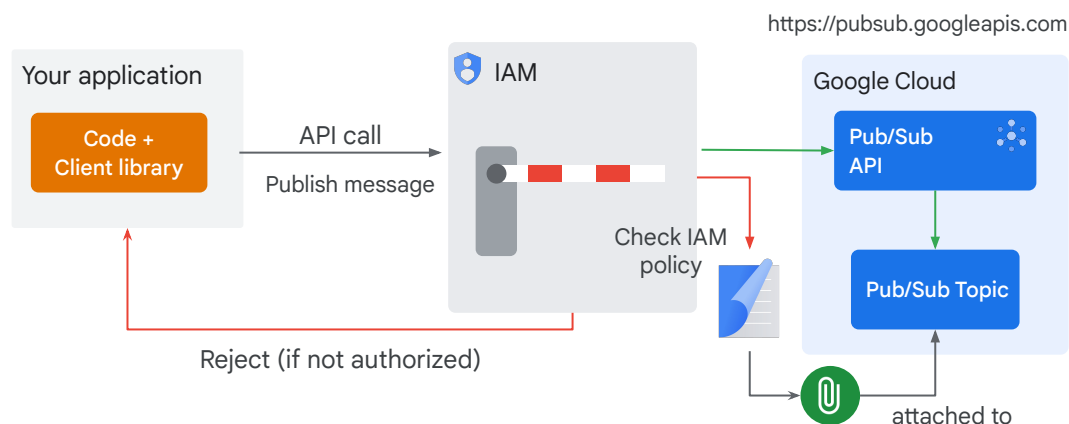 https://pubsub.googleapis.com
Your application
Code +
Client library
API call
Publish message
IAM
Check IAM
policy
Reject (if not authorized)
Google Cloud
Pub/Sub
API
Pub/Sub Topic
attached to